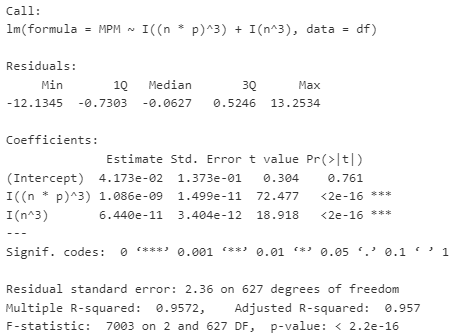 Call:
lm(formula = MPM ~ I((n * p)^3) + I(n^3), data = df)
Residuals:
Min 1Q Median 3Q Max
-12.1345 -0.7303 -0.0627 0.5246 13.2534
Coefficients:
Estimate Std. Error t value Pr(>|t|)
(Intercept) 4.173e-02 1.373e-01 0.304 0.761
I((n * p)^3) 1.086e-09 1.499e-11 72.477 <2e-16 ***
I(n^3) 6.440e-11 3.404e-12 18.918 <2e-16 ***
---
Signif. codes: 0 ‘***’ 0.001 ‘**’ 0.01 ‘*’ 0.05 ‘.’ 0.1 ‘ ’ 1
Residual standard error: 2.36 on 627 degrees of freedom
Multiple R-squared: 0.9572, Adjusted R-squared: 0.957
F-statistic: 7003 on 2 and 627 DF, p-value: < 2.2e-16